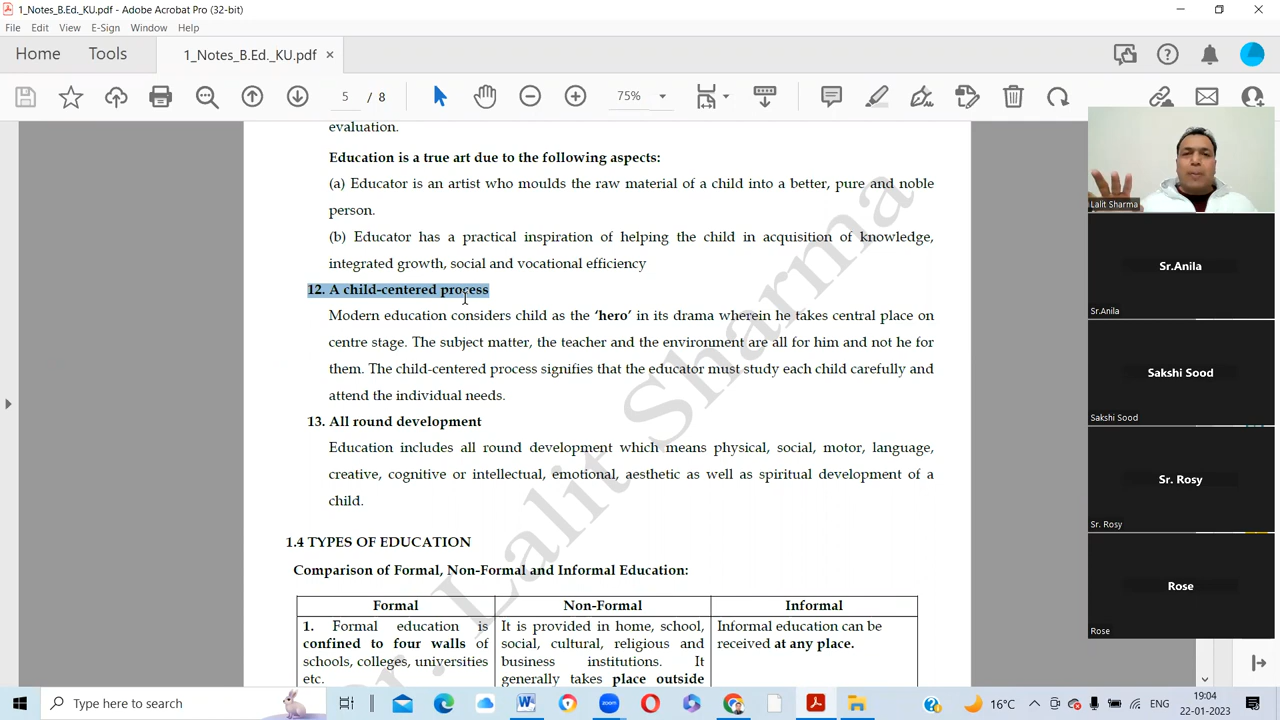 1_Notes_B.Ed._KU.pdf - Adobe Acrobat Pro (32-bit)
File Edit View E-Sign Window Help
Home Tools 1_Notes_B.Ed._KU.pdf ×
5 / 8 75%
evaluation.
Education is a true art due to the following aspects:
(a) Educator is an artist who moulds the raw material of a child into a better, pure and noble
person.
(b) Educator has a practical inspiration of helping the child in acquisition of knowledge,
integrated growth, social and vocational efficiency
12. A child-centered process
Modern education considers child as the ‘hero’ in its drama wherein he takes central place on
centre stage. The subject matter, the teacher and the environment are all for him and not he for
them. The child-centered process signifies that the educator must study each child carefully and
attend the individual needs.
13. All round development
Education includes all round development which means physical, social, motor, language,
creative, cognitive or intellectual, emotional, aesthetic as well as spiritual development of a
child.
1.4 TYPES OF EDUCATION
Comparison of Formal, Non-Formal and Informal Education:
Formal Non-Formal Informal
1. Formal education is
confined to four walls of
schools, colleges, universities
etc.
It is provided in home, school,
social, cultural, religious and
business institutions. It
generally takes place outside
Informal education can be
received at any place.
Dr. Lalit Sharma
Lalit Sharma
Sr.Anila
Sr.Anila
Sakshi Sood
Sakshi Sood
Sr. Rosy
Sr. Rosy
Rose
Rose
Type here to search
zoom
16°C
ENG
19:04
22-01-2023